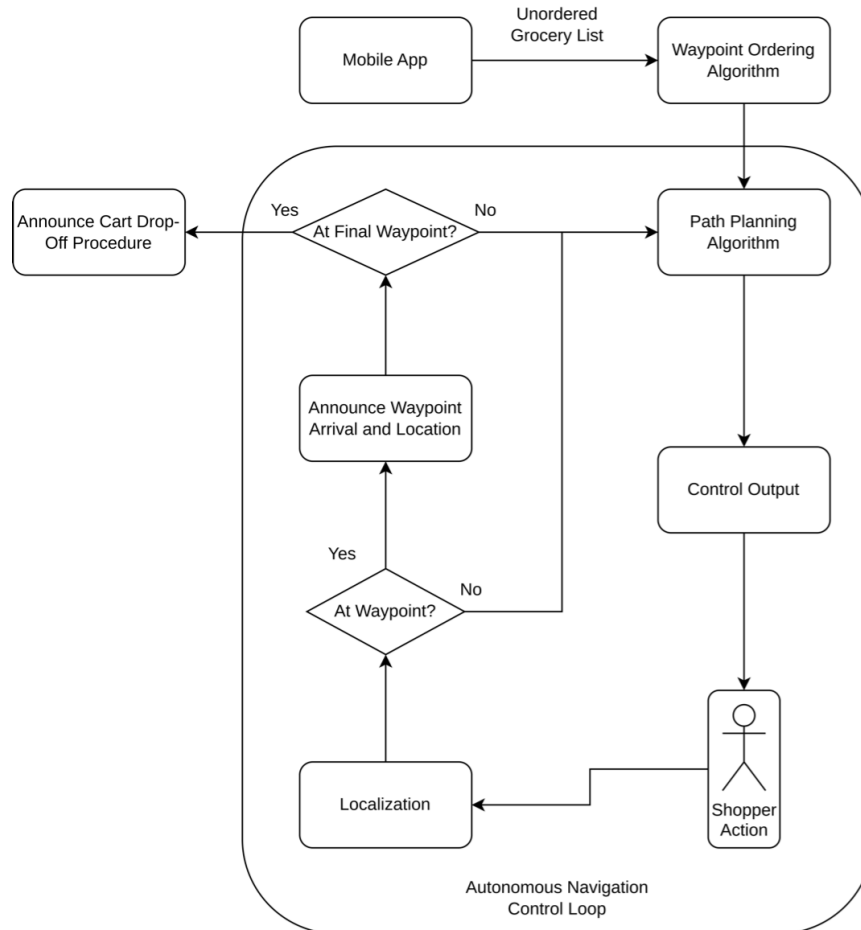 Unordered
Grocery List
Mobile App
Waypoint Ordering
Algorithm
Announce Cart Drop-
Off Procedure
Yes
At Final Waypoint?
No
Path Planning
Algorithm
Announce Waypoint
Arrival and Location
Control Output
Yes
At Waypoint?
No
Localization
Shopper
Action
Autonomous Navigation
Control Loop